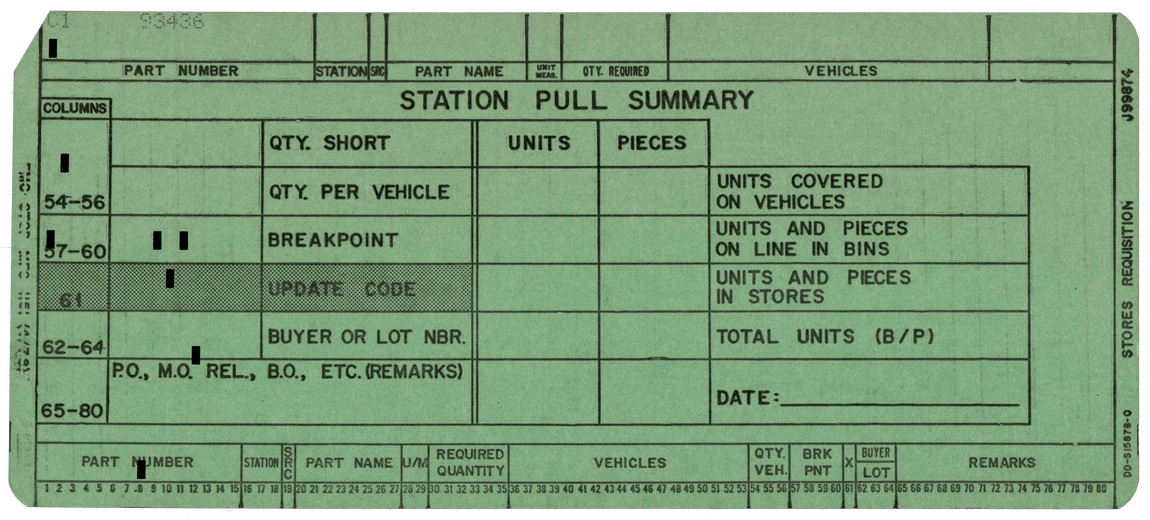 C1 93436
PART NUMBER STATION SRC PART NAME UNIT MEAS. QTY. REQUIRED VEHICLES
COLUMNS STATION PULL SUMMARY
QTY. SHORT UNITS PIECES
54-56 QTY. PER VEHICLE UNITS COVERED ON VEHICLES
57-60 BREAKPOINT UNITS AND PIECES ON LINE IN BINS
61 UPDATE CODE UNITS AND PIECES IN STORES
62-64 BUYER OR LOT NBR. TOTAL UNITS (B/P)
P.O., M.O. REL., B.O., ETC. (REMARKS)
65-80 DATE:
PART NUMBER STATION SRC PART NAME U/M REQUIRED QUANTITY VEHICLES QTY. VEH. BRK PNT X BUYER LOT REMARKS
1 2 3 4 5 6 7 8 9 10 11 12 13 14 15 16 17 18 19 20 21 22 23 24 25 26 27 28 29 30 31 32 33 34 35 36 37 38 39 40 41 42 43 44 45 46 47 48 49 50 51 52 53 54 55 56 57 58 59 60 61 62 63 64 65 66 67 68 69 70 71 72 73 74 75 76 77 78 79 80
J99874
STORES REQUISITION
DD-S15878-0